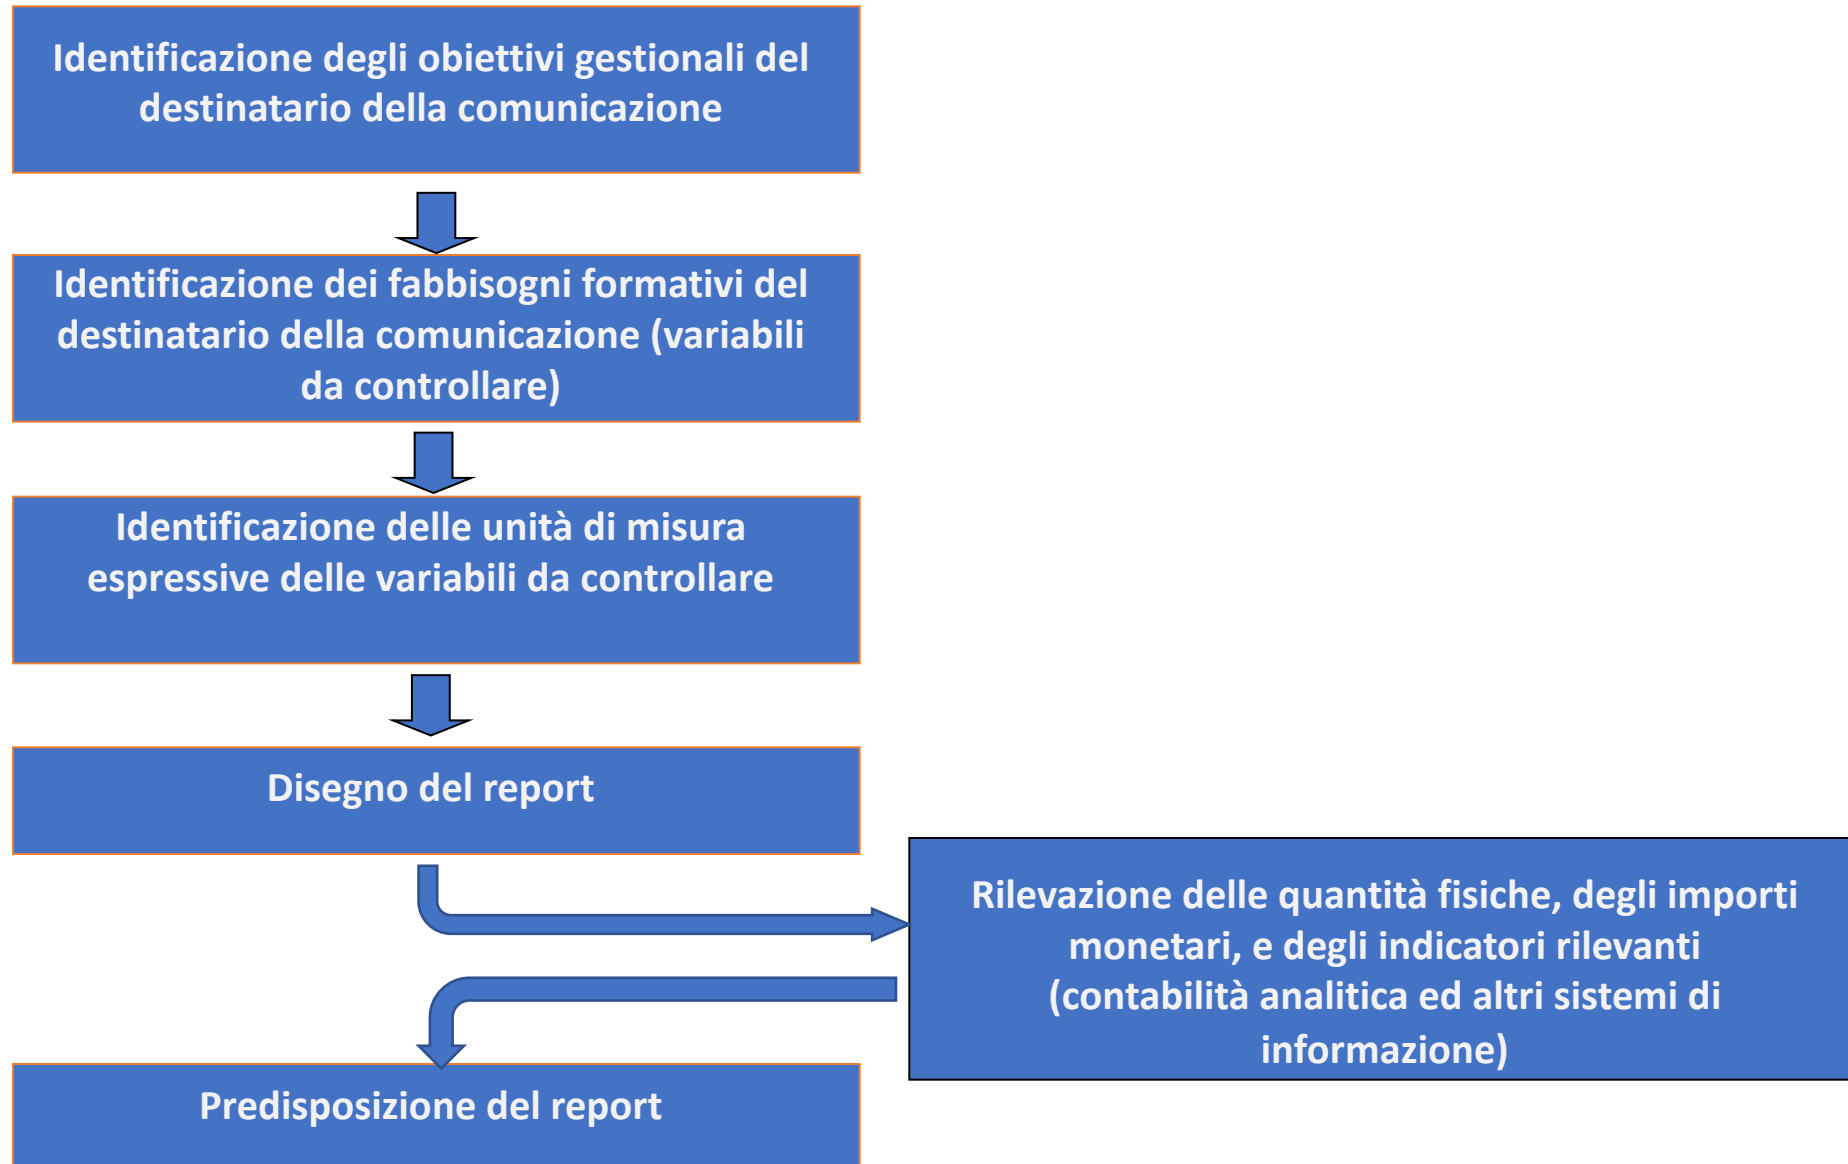 Identificazione degli obiettivi gestionali del
destinatario della comunicazione
Identificazione dei fabbisogni formativi del
destinatario della comunicazione (variabili
da controllare)
Identificazione delle unità di misura
espressive delle variabili da controllare
Disegno del report
Rilevazione delle quantità fisiche, degli importi
monetari, e degli indicatori rilevanti
(contabilità analitica ed altri sistemi di
informazione)
Predisposizione del report